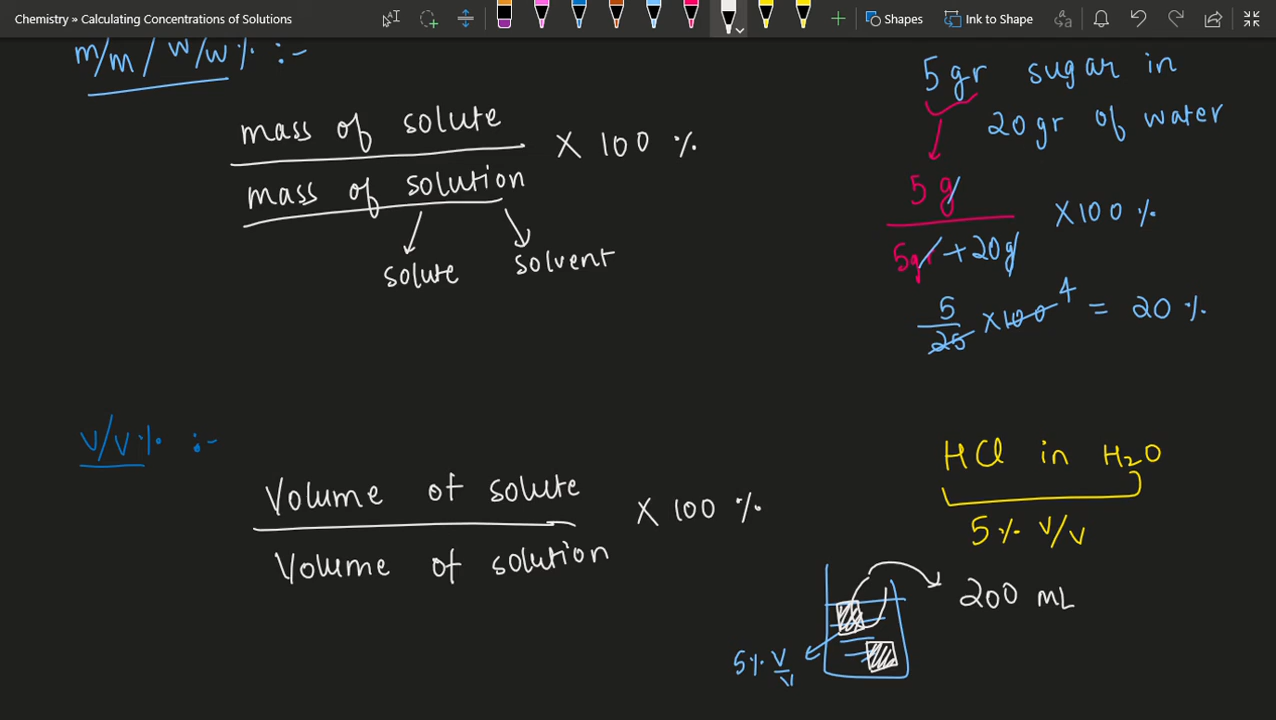 Chemistry » Calculating Concentrations of Solutions
Shapes
Ink to Shape
m/m / w/w % :-
mass of solute
mass of solution
X 100 %
solute
solvent
5 gr sugar in
20 gr of water
5 g
5gr + 20g
X 100 %
5
25
X 100 4 = 20 %
V/V % :-
Volume of solute
Volume of solution
X 100 %
HCl in H2O
5 % V/V
200 mL
5 % V/V